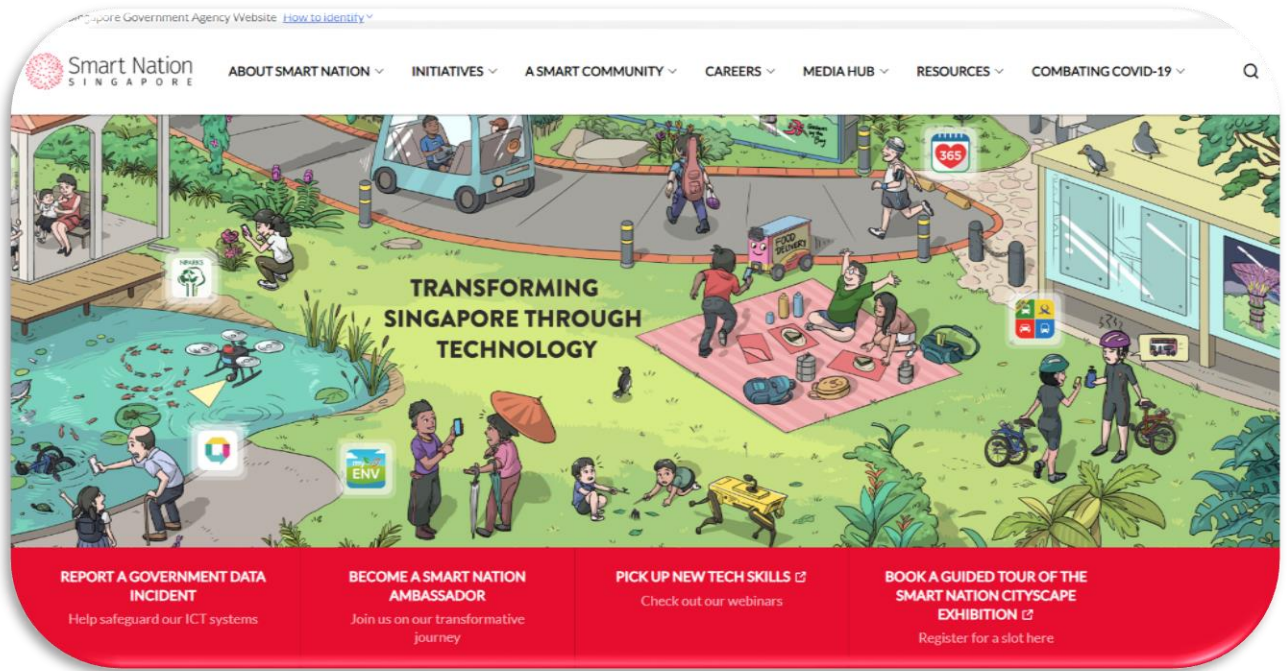 Singapore Government Agency Website How to identify
Smart Nation
SINGAPORE
ABOUT SMART NATION
INITIATIVES
A SMART COMMUNITY
CAREERS
MEDIA HUB
RESOURCES
COMBATING COVID-19
365
NPARKS
FOOD
DELIVERY
TRANSFORMING
SINGAPORE THROUGH
TECHNOLOGY
my
ENV
REPORT A GOVERNMENT DATA
INCIDENT
Help safeguard our ICT systems
BECOME A SMART NATION
AMBASSADOR
Join us on our transformative
journey
PICK UP NEW TECH SKILLS
Check out our webinars
BOOK A GUIDED TOUR OF THE
SMART NATION CITYSCAPE
EXHIBITION
Register for a slot here